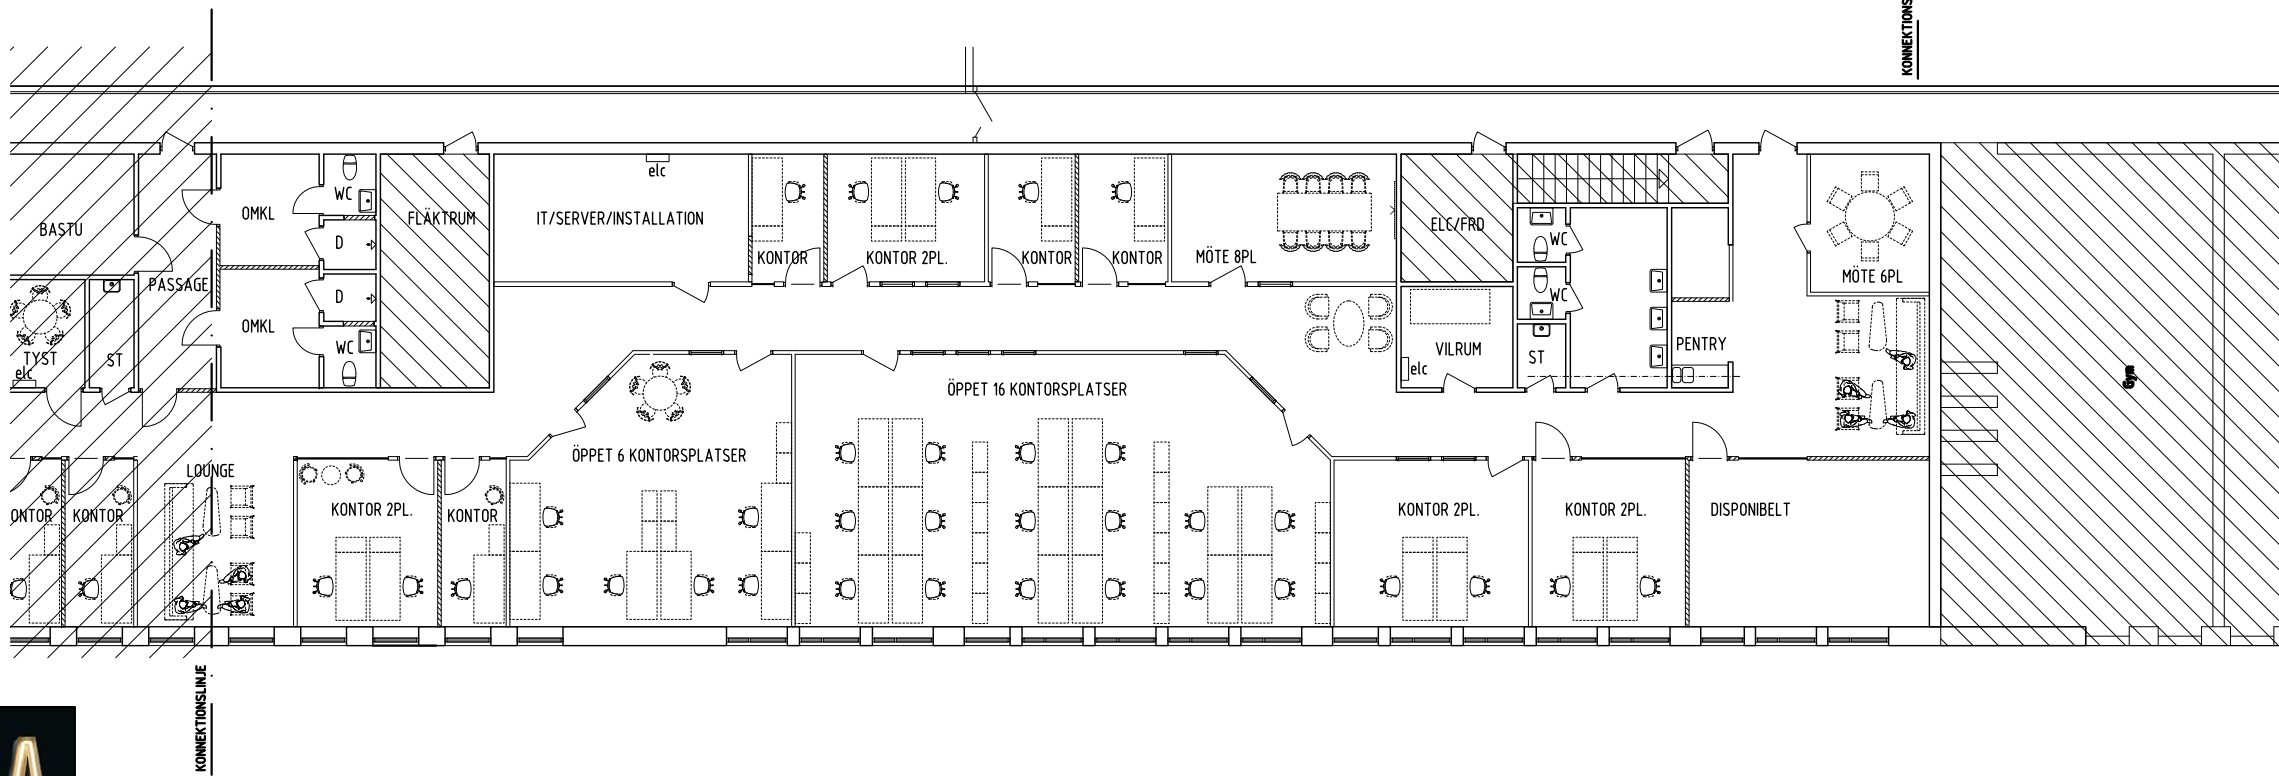 KONNEKTIONS
elc
WC
OMKL
BASTU
FLÄKTRUM
IT/SERVER/INSTALLATION
ELC/FRD
D
WC
KONTOR
KONTOR 2PL.
KONTOR
KONTOR
MÖTE 8PL
MÖTE 6PL
PASSAGE
D
WC
OMKL
WC
TYST
elc
ST
VILRUM
elc
ST
PENTRY
Gym
ÖPPET 16 KONTORSPLATSER
ÖPPET 6 KONTORSPLATSER
LOUNGE
ONTOR
KONTOR
KONTOR 2PL.
KONTOR
KONTOR 2PL.
KONTOR 2PL.
DISPONIBELT
KONNEKTIONSLINJE
A